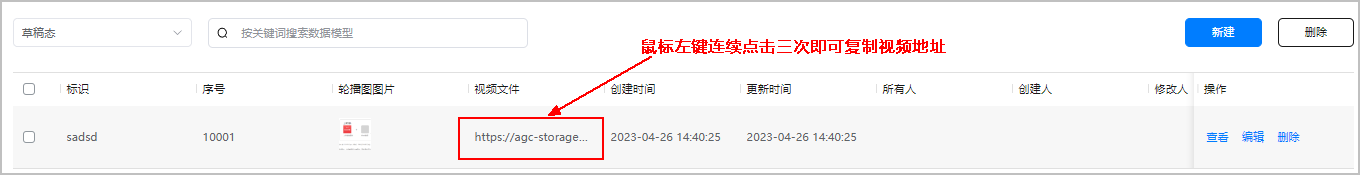 草稿态
按关键词搜索数据模型
新建
删除
鼠标左键连续点击三次即可复制视频地址
标识
序号
轮播图图片
视频文件
创建时间
更新时间
所有人
创建人
修改人
操作
sadsd
10001
https://agc-storage...
2023-04-26 14:40:25
2023-04-26 14:40:25
查看
编辑
删除